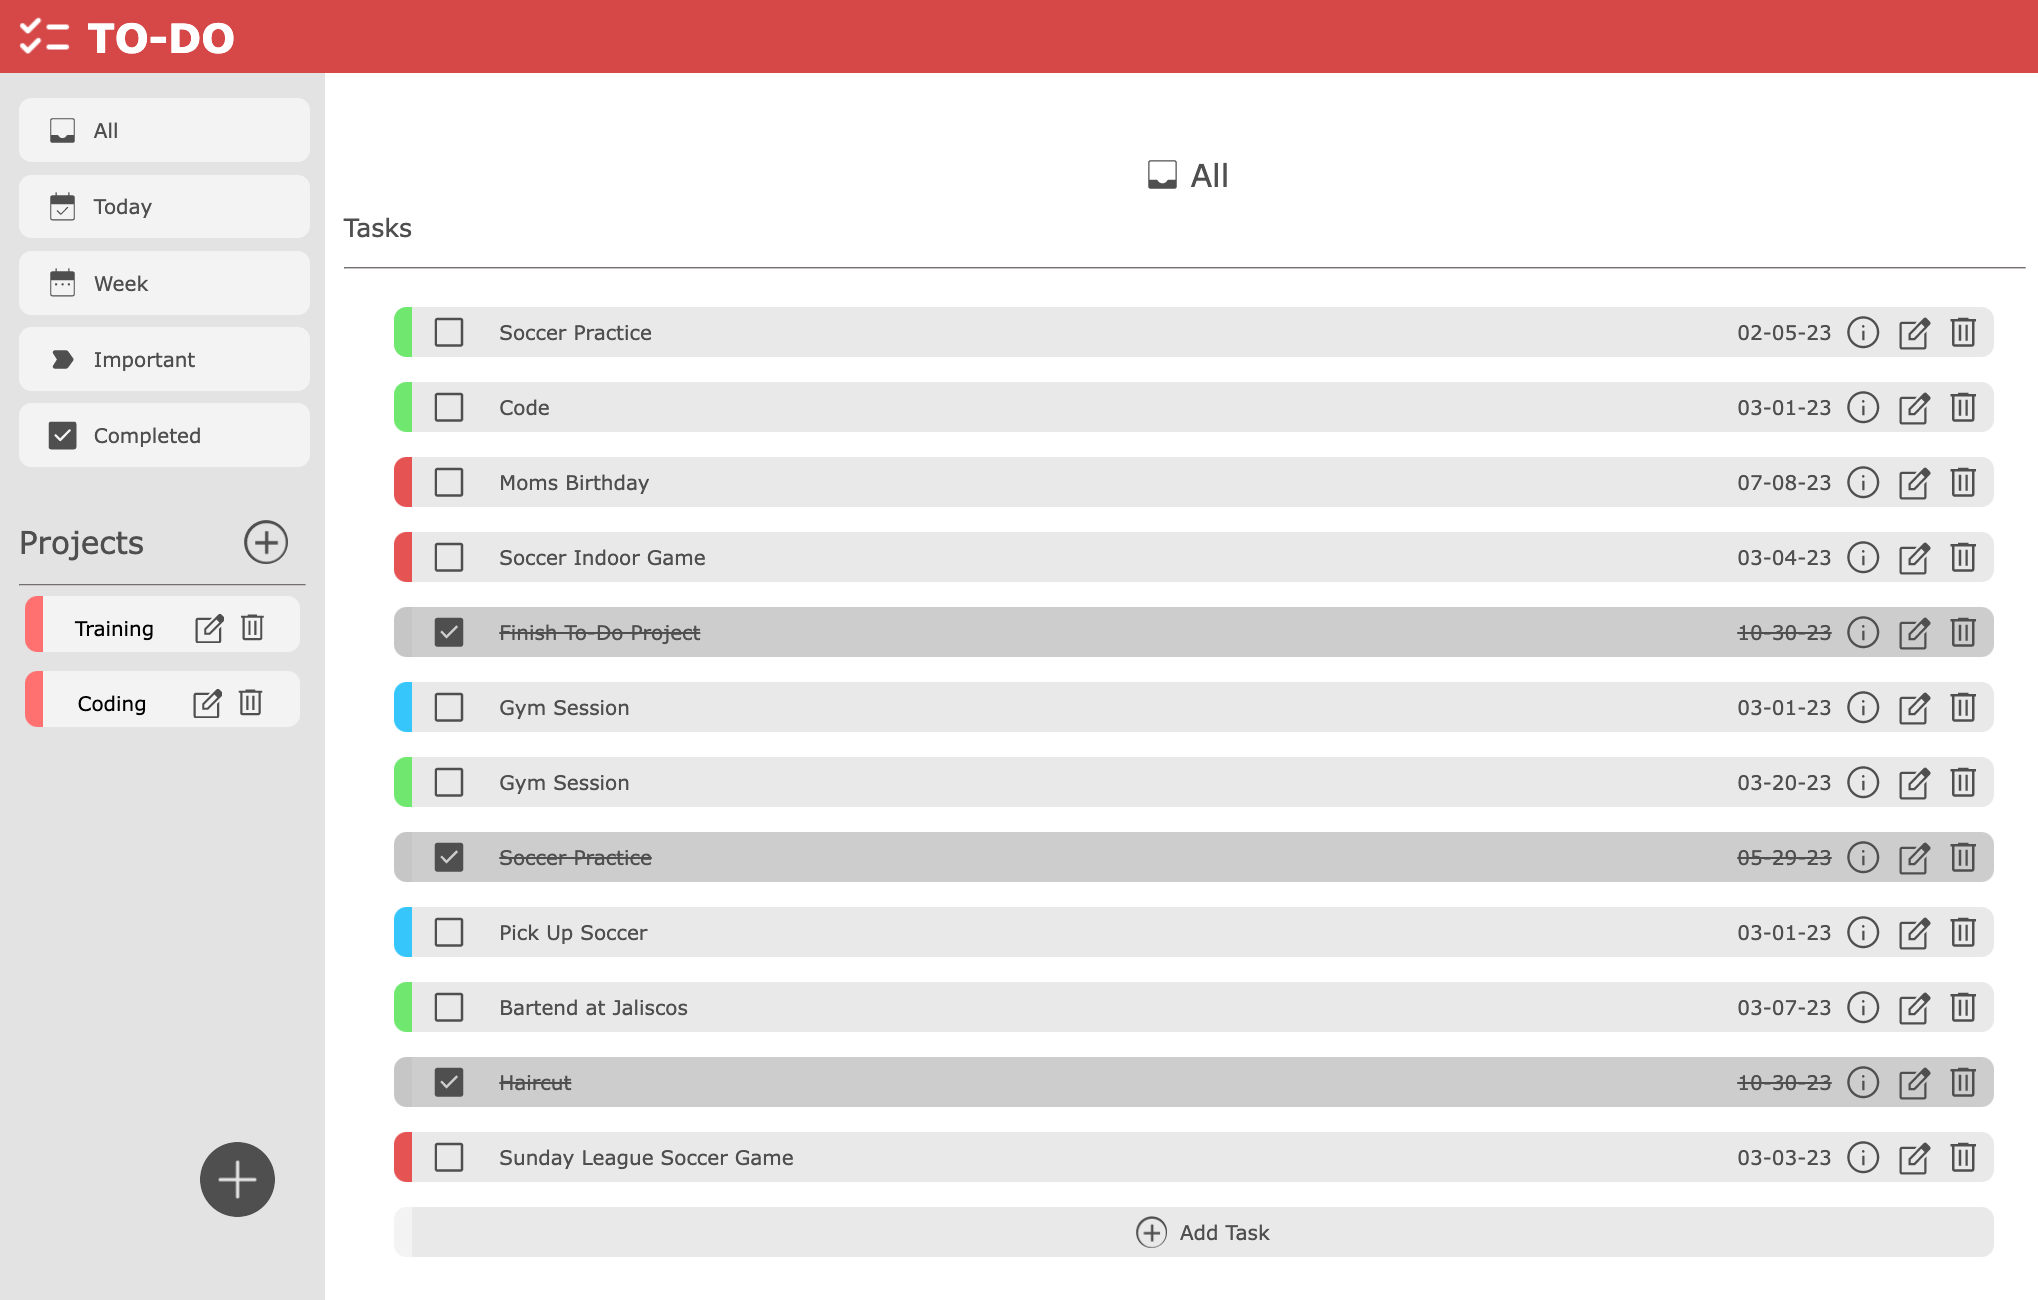 TO-DO
All
Today
Week
Important
Completed
Projects
Training
Coding
All
Tasks
Soccer Practice 02-05-23
Code 03-01-23
Moms Birthday 07-08-23
Soccer Indoor Game 03-04-23
Finish To-Do Project 10-30-23
Gym Session 03-01-23
Gym Session 03-20-23
Soccer Practice 05-29-23
Pick Up Soccer 03-01-23
Bartend at Jaliscos 03-07-23
Haircut 10-30-23
Sunday League Soccer Game 03-03-23
Add Task